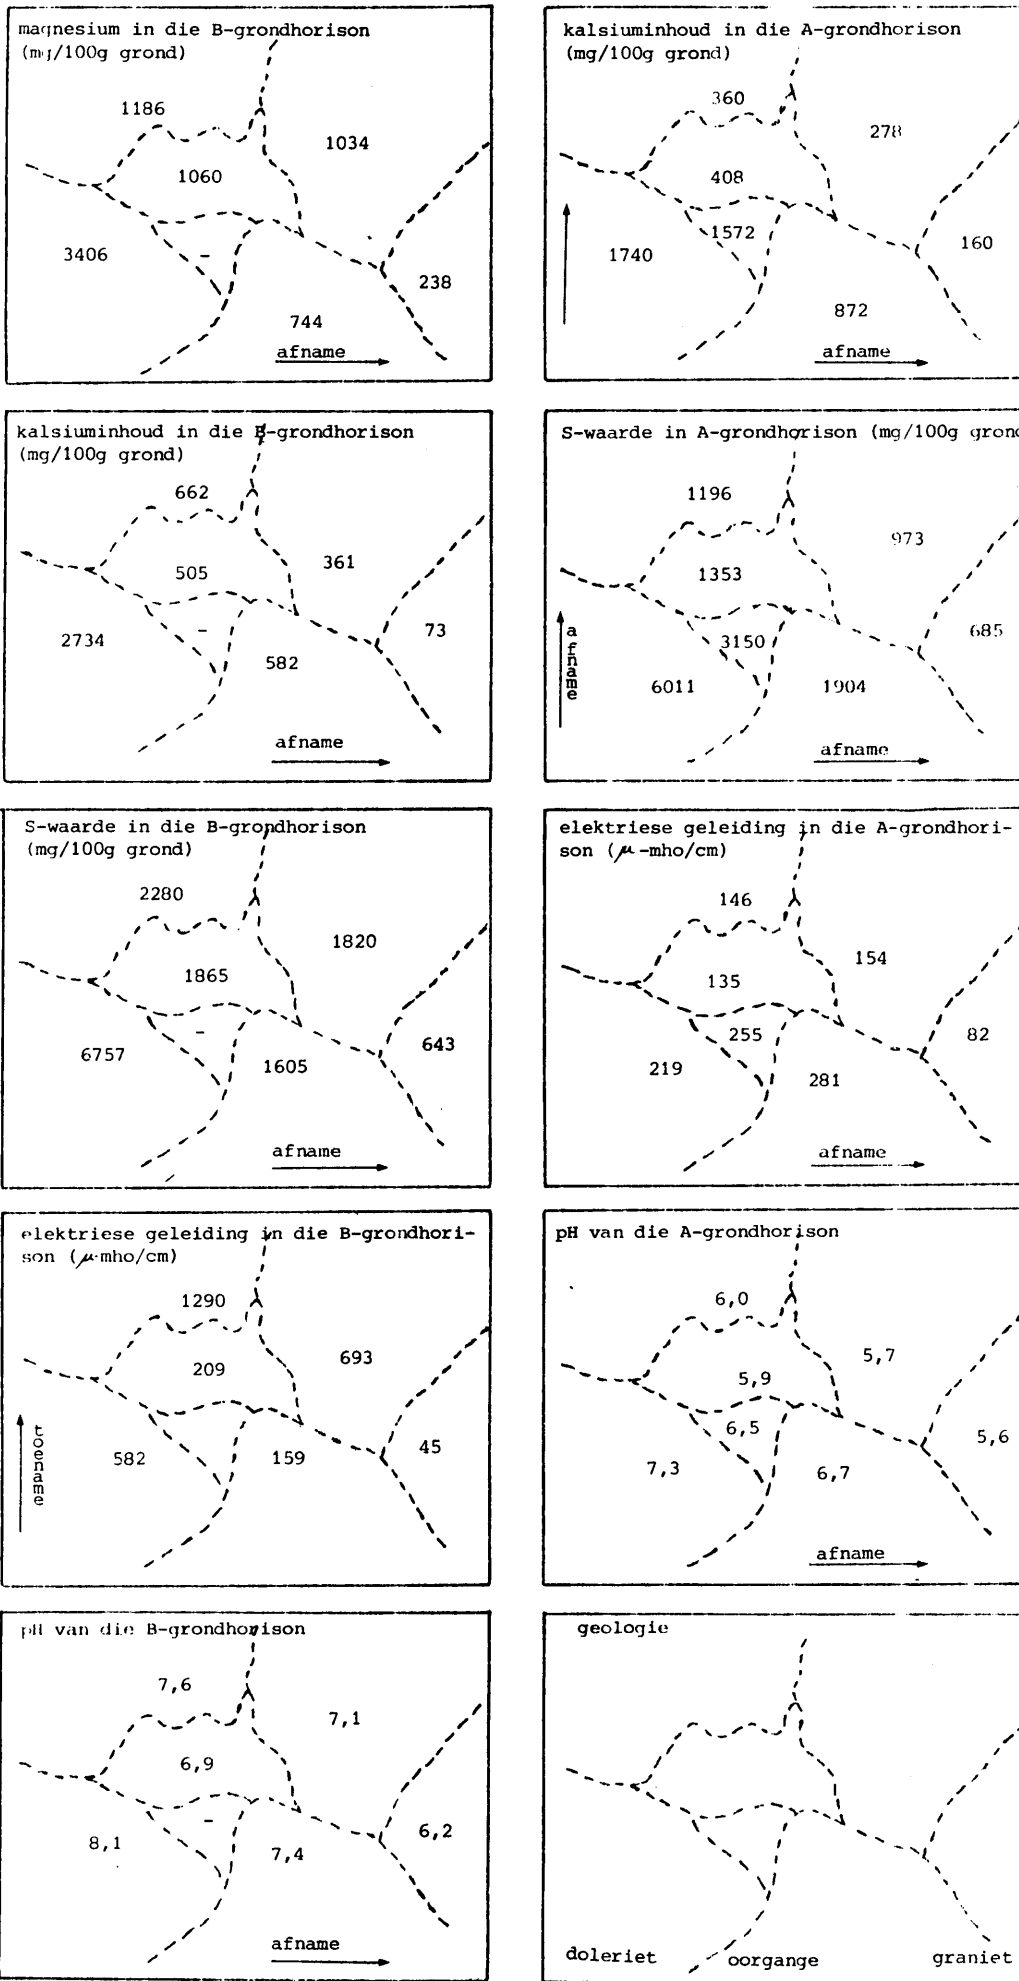 magnesium in die B-grondhorison
(mg/100g grond)
1186
1034
1060
3406
-
238
744
afname
kalsiuminhoud in die A-grondhorison
(mg/100g grond)
360
278
408
1572
1740
160
872
afname
kalsiuminhoud in die B-grondhorison
(mg/100g grond)
662
361
505
-
73
2734
582
afname
S-waarde in A-grondhorison (mg/100g grond
1196
973
1353
3150
685
6011
1904
afname
afname
S-waarde in die B-grondhorison
(mg/100g grond)
2280
1820
1865
-
6757
1605
643
afname
elektriese geleiding in die A-grondhori-
son (μ-mho/cm)
146
154
135
255
82
219
281
afname
elektriese geleiding in die B-grondhori-
son (μ·mho/cm)
1290
693
209
45
582
159
toename
pH van die A-grondhorison
6,0
5,7
5,9
6,5
5,6
7,3
6,7
afname
pH van die B-grondhorison
7,6
7,1
6,9
-
6,2
8,1
7,4
afname
geologie
doleriet
oorgange
graniet